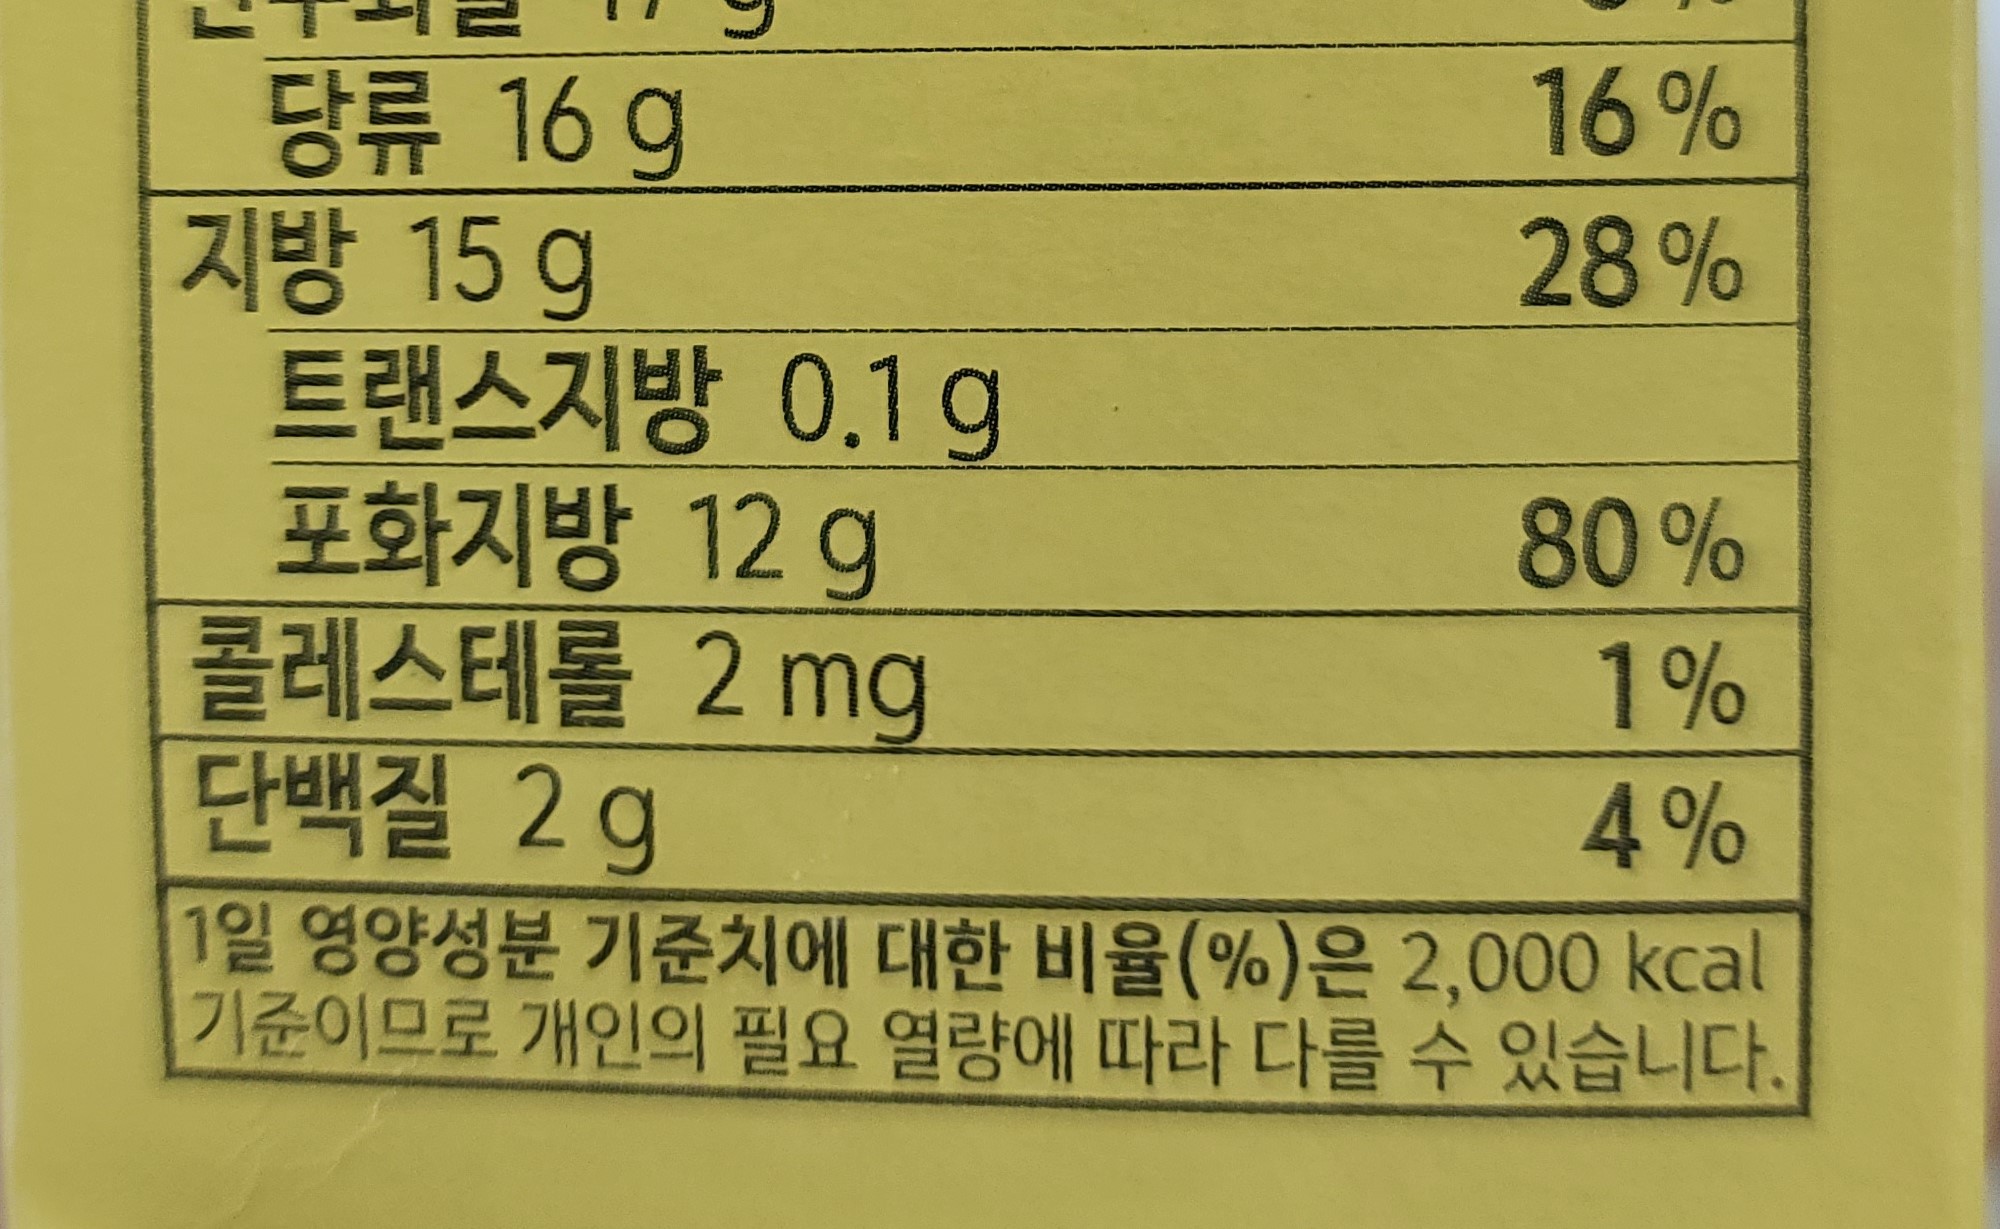 당류 16 g 16 %
지방 15 g 28 %
트랜스지방 0.1 g
포화지방 12 g 80 %
콜레스테롤 2 mg 1 %
단백질 2 g 4 %
1일 영양성분 기준치에 대한 비율(%)은 2,000 kcal
기준이므로 개인의 필요 열량에 따라 다를 수 있습니다.